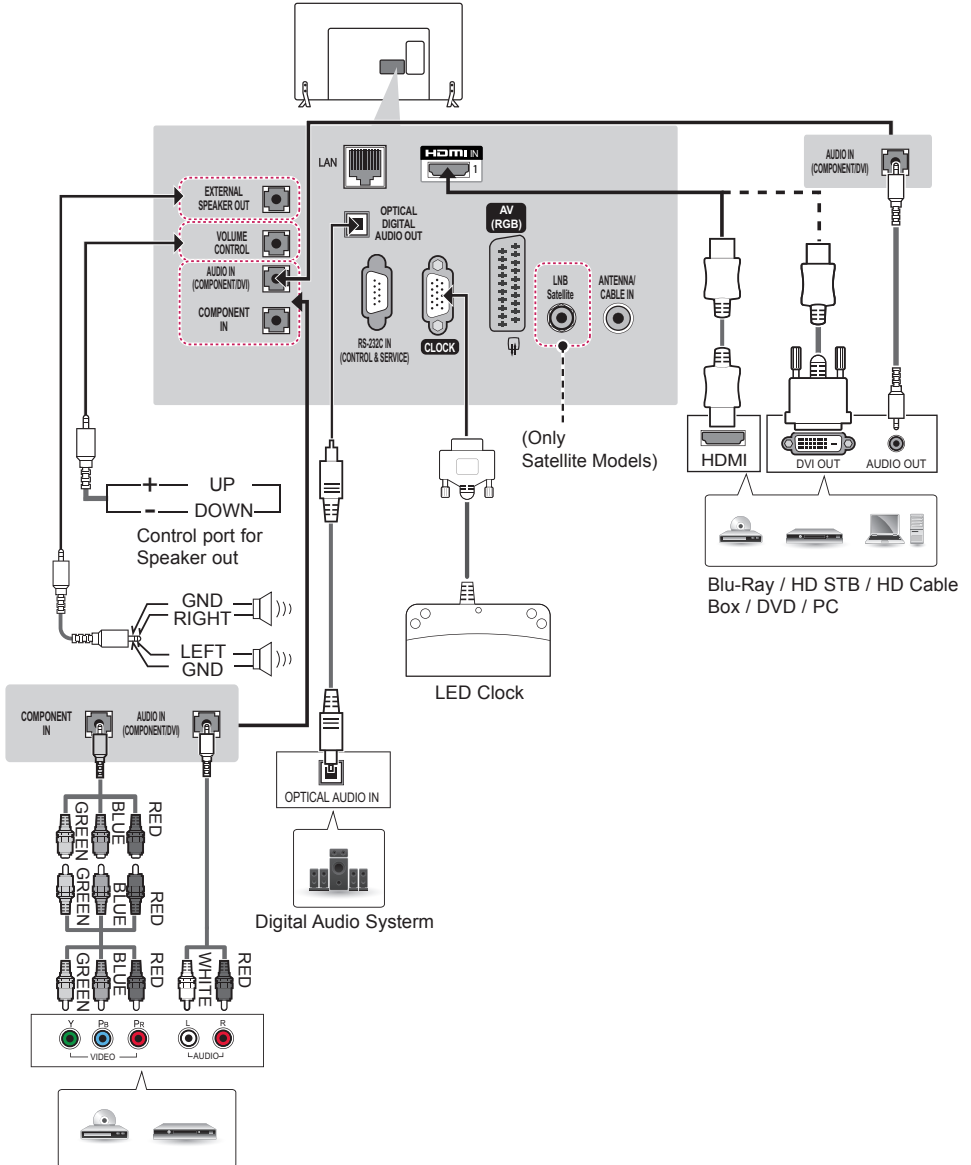 LAN
HDMI IN
1
EXTERNAL
SPEAKER OUT
VOLUME
CONTROL
AUDIO IN
(COMPONENT/DVI)
COMPONENT
IN
OPTICAL
DIGITAL
AUDIO OUT
RS-232C IN
(CONTROL & SERVICE)
CLOCK
AV
(RGB)
LNB
Satellite
ANTENNA/
CABLE IN
AUDIO IN
(COMPONENT/DVI)
(Only
Satellite Models)
HDMI
DVI OUT
AUDIO OUT
Blu-Ray / HD STB / HD Cable
Box / DVD / PC
+ UP
- DOWN
Control port for
Speaker out
GND
RIGHT
LEFT
GND
LED Clock
COMPONENT
IN
AUDIO IN
(COMPONENT/DVI)
OPTICAL AUDIO IN
Digital Audio Systerm
GREEN
BLUE
RED
GREEN
BLUE
RED
GREEN
BLUE
RED
WHITE
RED
Y PB PR
VIDEO
L R
AUDIO